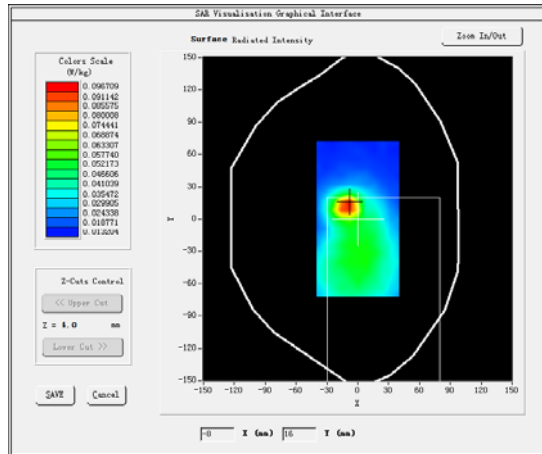 SAR Visualisation Graphical Interface
Surface Radiated Intensity
Zoom In/Out
Colors Scale
(W/kg)
0.096709
0.091142
0.085575
0.080008
0.074441
0.068874
0.063307
0.057740
0.052173
0.046606
0.041039
0.035472
0.029905
0.024338
0.018771
0.013204
Z-Cuts Control
<< Upper Cut
Z = 4.0 mm
Lower Cut >>
SAVE Cancel
150
120
90
60
30
0
-30
-60
-90
-120
-150
Y
-150 -120 -90 -60 -30 0 30 60 90 120 150
X
-8 X (mm) 16 Y (mm)